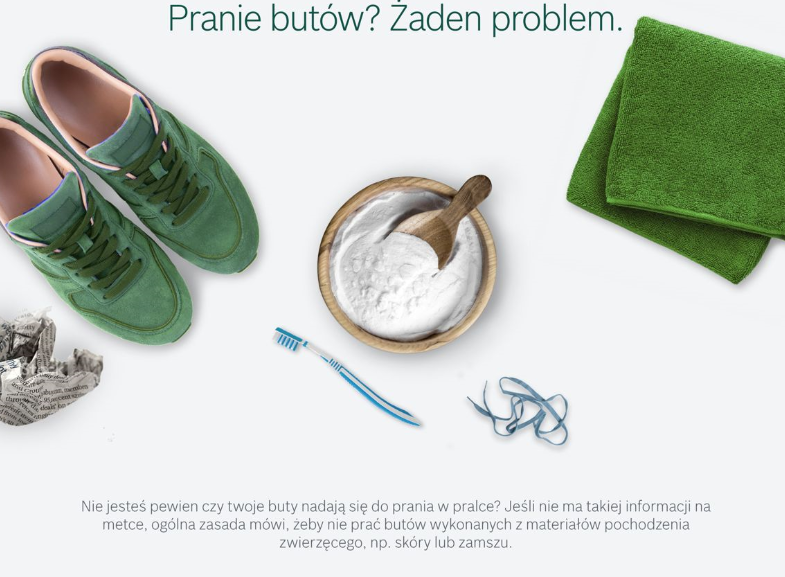 Pranie butów? Żaden problem.
Nie jesteś pewien czy twoje buty nadają się do prania w pralce? Jeśli nie ma takiej informacji na
metce, ogólna zasada mówi, żeby nie prać butów wykonanych z materiałów pochodzenia
zwierzęcego, np. skóry lub zamszu.